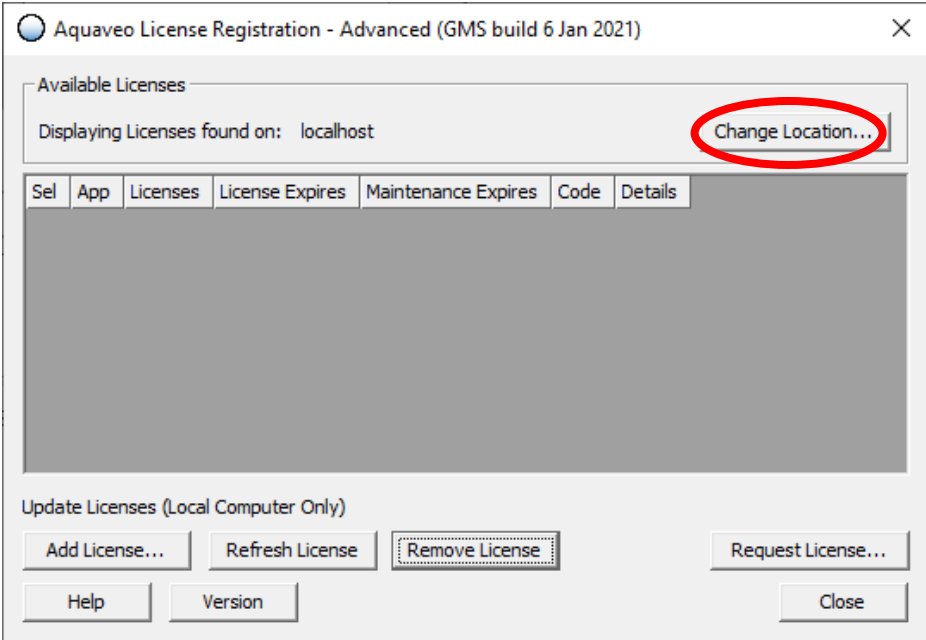 Aquaveo License Registration - Advanced (GMS build 6 Jan 2021)
Available Licenses
Displaying Licenses found on: localhost
Change Location...
Sel App Licenses License Expires Maintenance Expires Code Details
Update Licenses (Local Computer Only)
Add License... Refresh License Remove License Request License...
Help Version Close